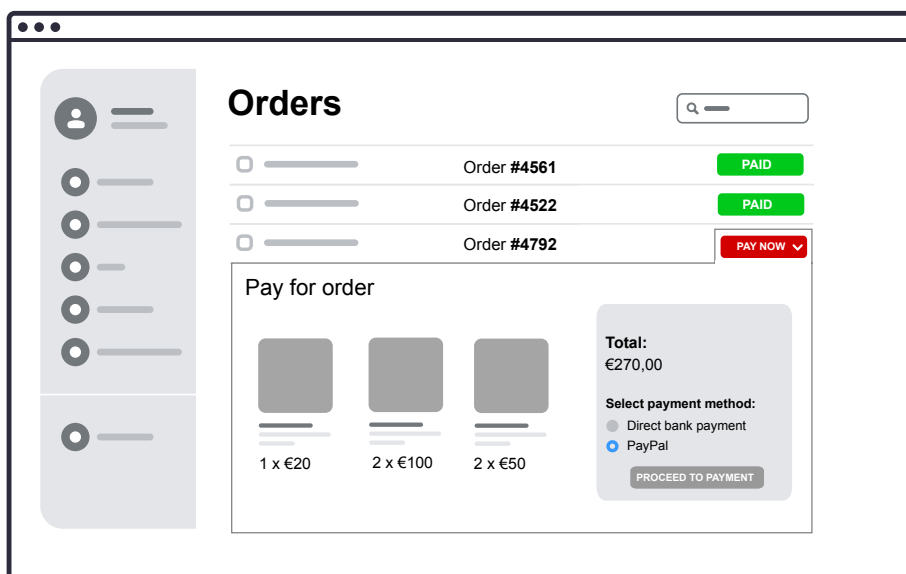 Orders
Order #4561
PAID
Order #4522
PAID
Order #4792
PAY NOW
Pay for order
1 x €20
2 x €100
2 x €50
Total:
€270,00
Select payment method:
Direct bank payment
PayPal
PROCEED TO PAYMENT